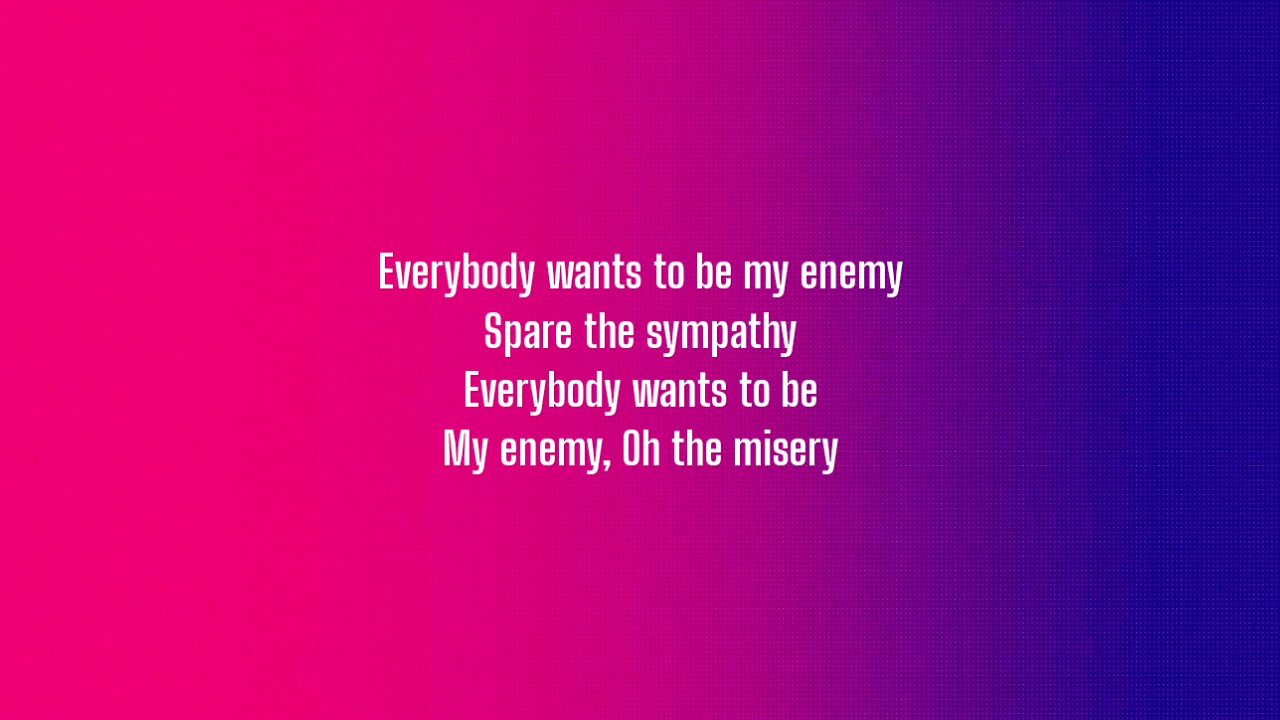 Everybody wants to be my enemy
Spare the sympathy
Everybody wants to be
My enemy, Oh the misery